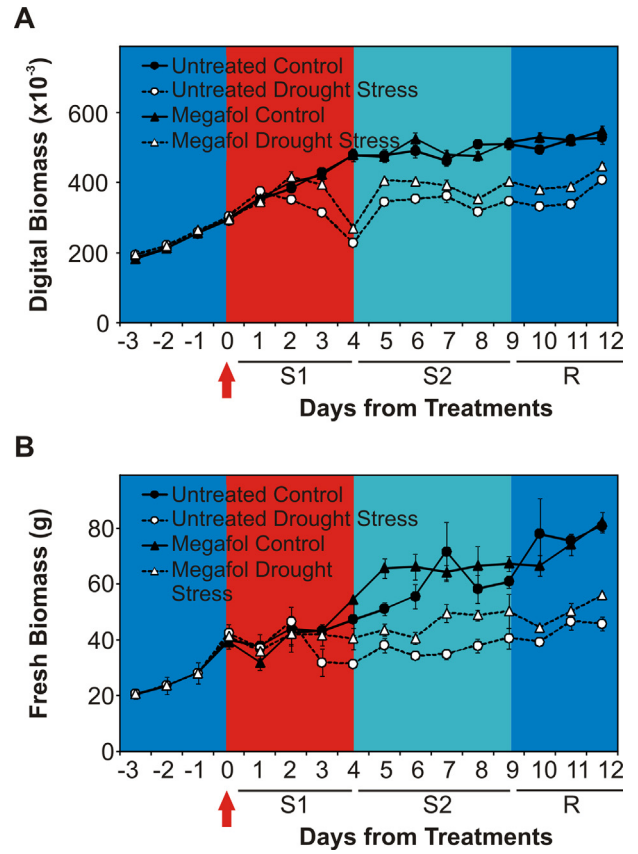 A
Digital Biomass (x10⁻³)
600
400
200
0
Untreated Control
Untreated Drought Stress
Megafol Control
Megafol Drought Stress
-3 -2 -1 0 1 2 3 4 5 6 7 8 9 10 11 12
S1 S2 R
Days from Treatments
B
Fresh Biomass (g)
80
60
40
20
0
Untreated Control
Untreated Drought Stress
Megafol Control
Megafol Drought
Stress
-3 -2 -1 0 1 2 3 4 5 6 7 8 9 10 11 12
S1 S2 R
Days from Treatments